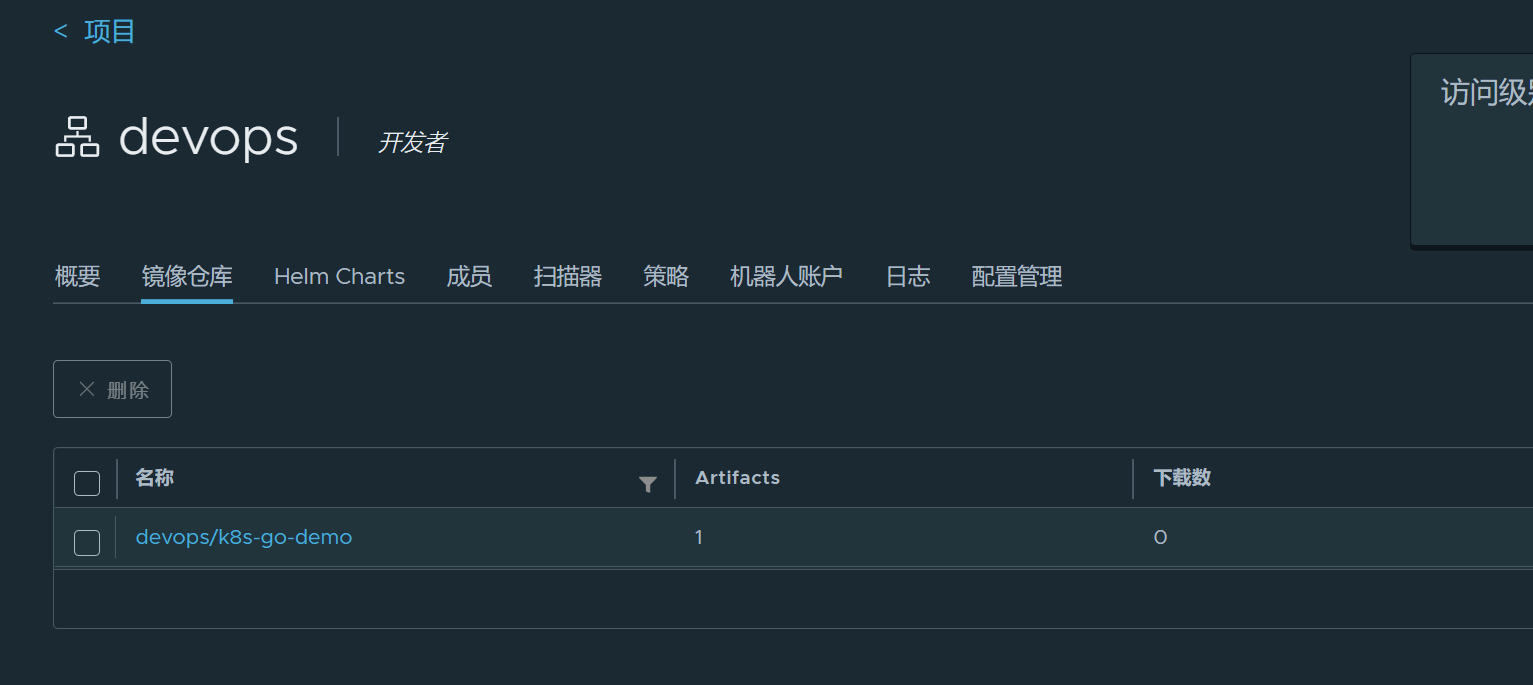 < 项目
访问级
devops 开发者
概要 镜像仓库 Helm Charts 成员 扫描器 策略 机器人账户 日志 配置管理
删除
名称 Artifacts 下载数
devops/k8s-go-demo 1 0